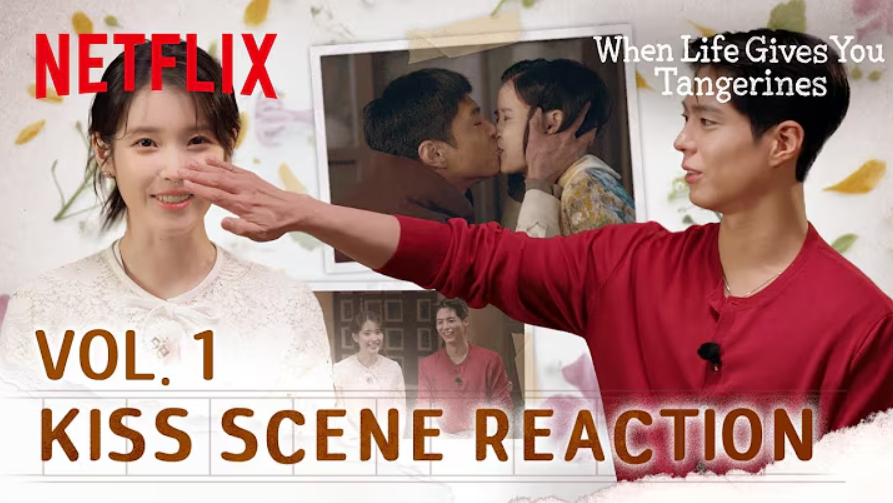 NETFLIX
When Life Gives You
Tangerines
VOL. 1
KISS SCENE REACTION